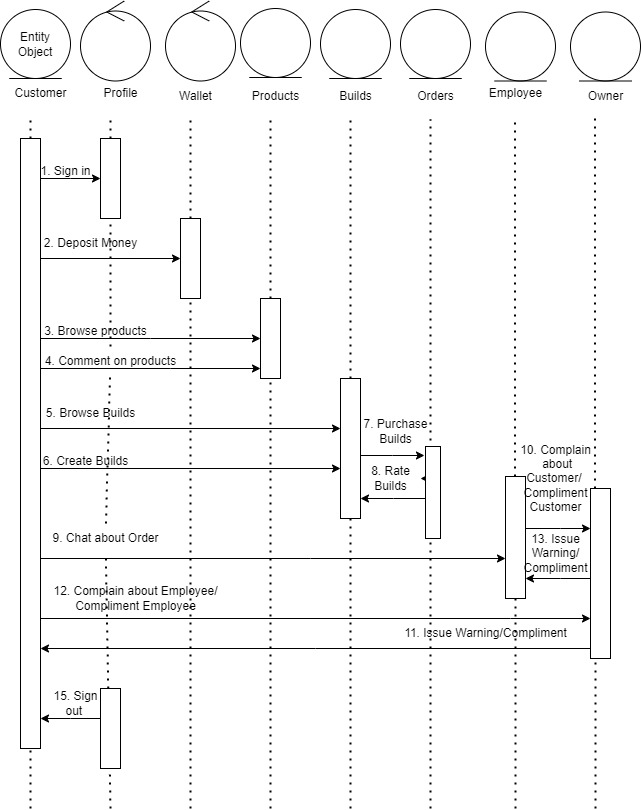 Entity
Object
Customer
Profile
Wallet
Products
Builds
Orders
Employee
Owner
1. Sign in
2. Deposit Money
3. Browse products
4. Comment on products
5. Browse Builds
7. Purchase
Builds
6. Create Builds
8. Rate
Builds
10. Complain
about
Customer/
Compliment
Customer
9. Chat about Order
13. Issue
Warning/
Compliment
12. Complain about Employee/
Compliment Employee
11. Issue Warning/Compliment
15. Sign
out